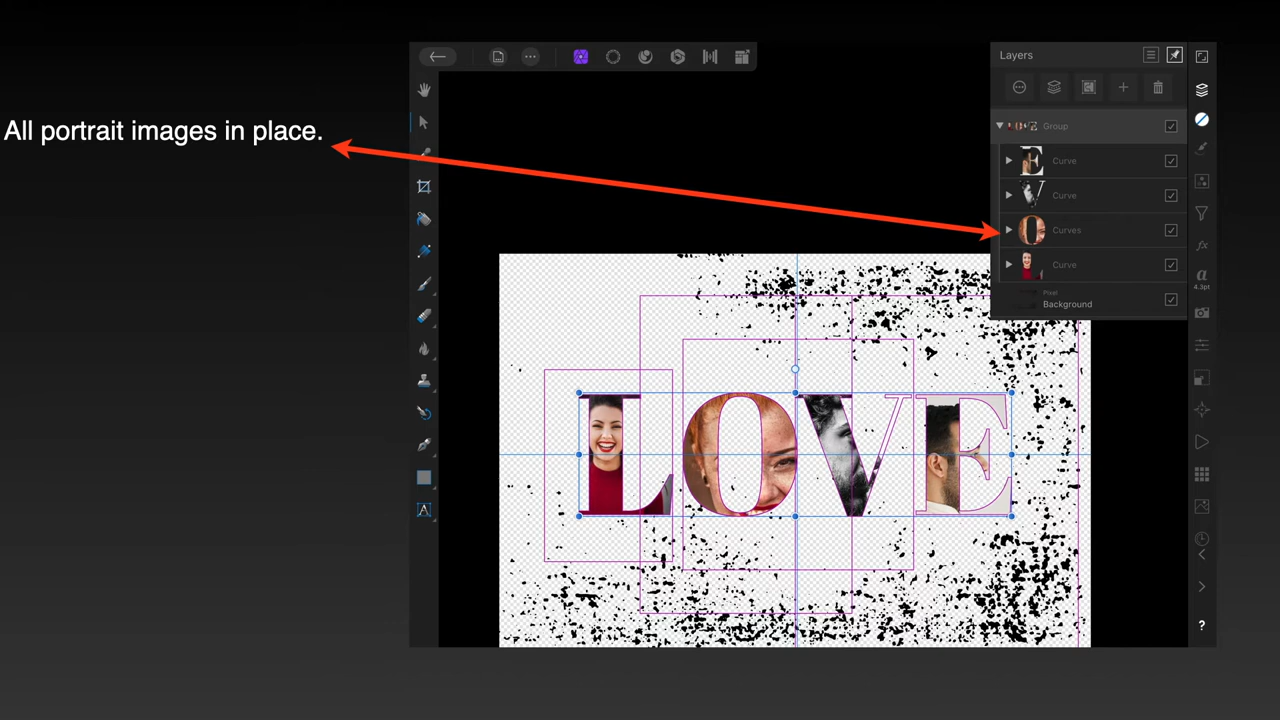 All portrait images in place.
Layers
Group
Curve
Curve
Curves
Curve
Pixel
Background
a
4.3pt
A
?
LOVE